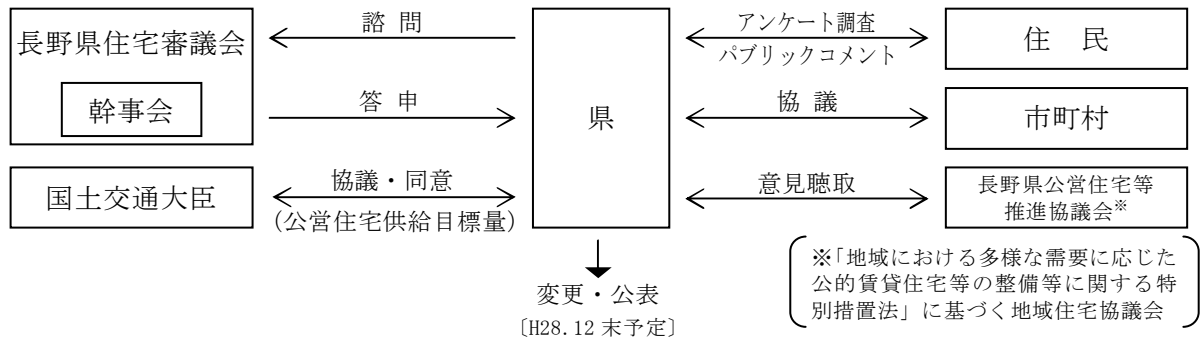 長野県住宅審議会
幹事会
諮 問
答 申
国土交通大臣
協議・同意
(公営住宅供給目標量)
県
変更・公表
〔H28.12 末予定〕
アンケート調査
パブリックコメント
住 民
協 議
市町村
意見聴取
長野県公営住宅等
推進協議会※
※「地域における多様な需要に応じた
公的賃貸住宅等の整備等に関する特
別措置法」に基づく地域住宅協議会